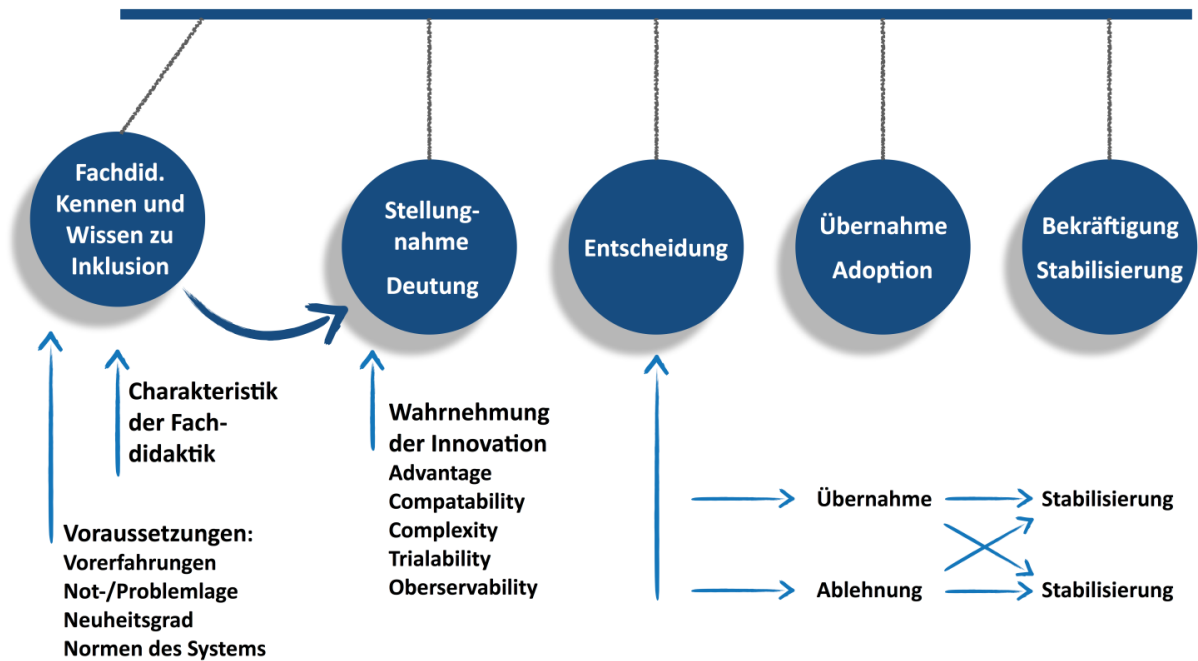 Fachdid.
Kennen und
Wissen zu
Inklusion
Stellung-
nahme
Deutung
Entscheidung
Übernahme
Adoption
Bekräftigung
Stabilisierung
Charakteristik
der Fach-
didaktik
Voraussetzungen:
Vorerfahrungen
Not-/Problemlage
Neuheitsgrad
Normen des Systems
Wahrnehmung
der Innovation
Advantage
Compatability
Complexity
Trialability
Oberservability
Übernahme
Stabilisierung
Ablehnung
Stabilisierung